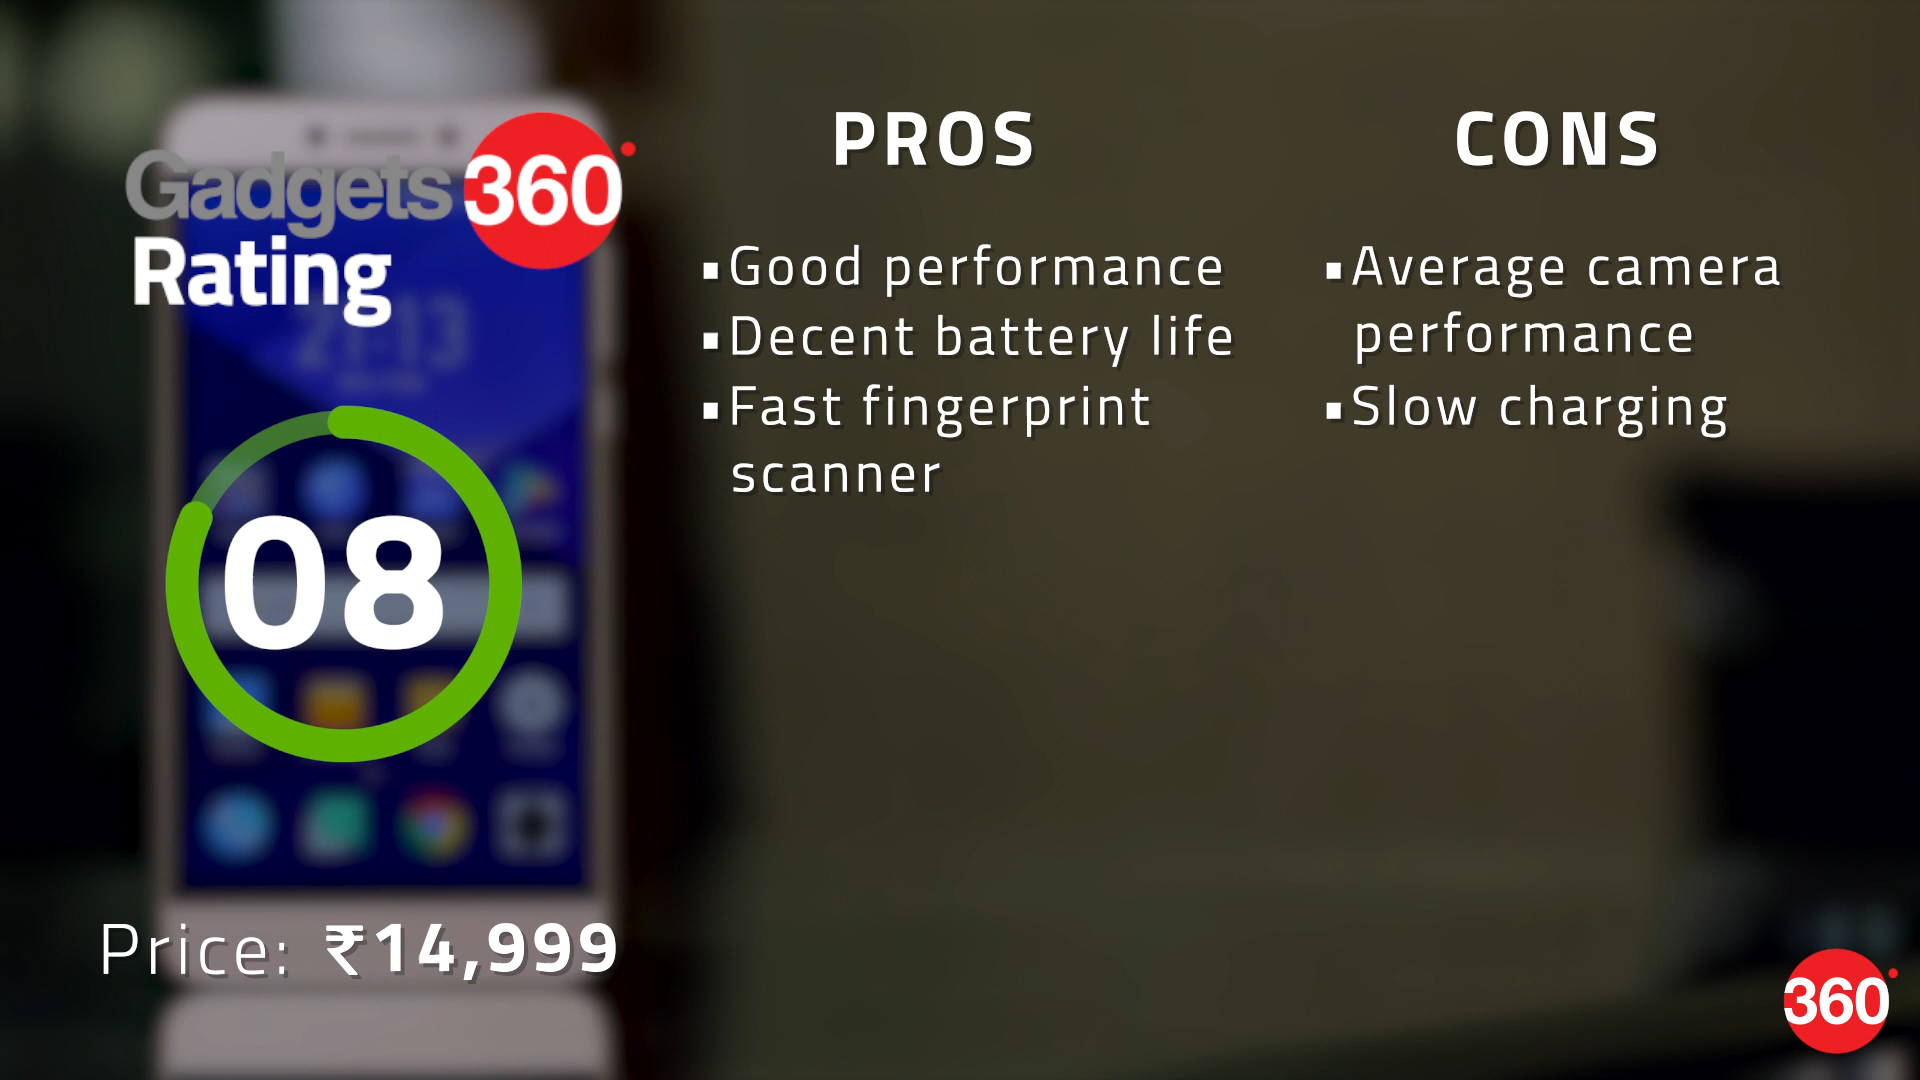 Gadgets 360
Rating
08
Price: ₹14,999
PROS
▪Good performance
▪Decent battery life
▪Fast fingerprint
scanner
CONS
▪Average camera
performance
▪Slow charging
360